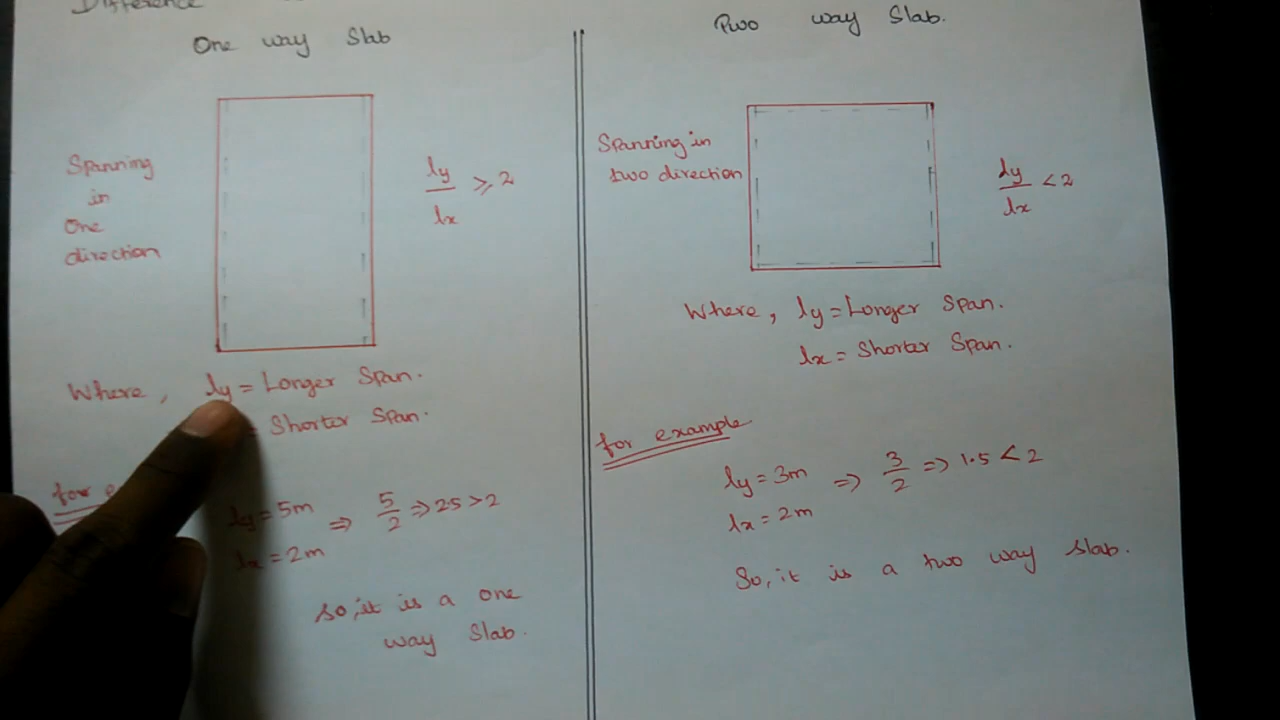 Difference
One way Slab
Spanning
in
One
direction
ly/lx ≥ 2
Where, ly = Longer Span.
= Shorter Span.
for e
ly = 5m ⇒ 5/2 ⇒ 2.5 > 2
lx = 2m
So, it is a one
way Slab.
Two way Slab.
Spanning in
two direction
ly/lx < 2
Where, ly = Longer Span.
lx = Shorter Span.
for example
ly = 3m ⇒ 3/2 ⇒ 1.5 < 2
lx = 2m
So, it is a two way slab.